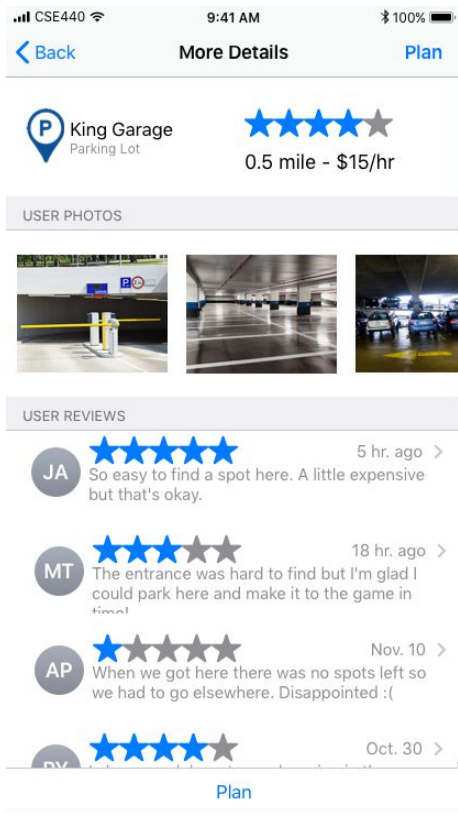 CSE440
9:41 AM
100%
Back
More Details
Plan
P
King Garage
Parking Lot
0.5 mile - $15/hr
USER PHOTOS
P
USER REVIEWS
JA
5 hr. ago
So easy to find a spot here. A little expensive
but that's okay.
MT
18 hr. ago
The entrance was hard to find but I'm glad I
could park here and make it to the game in
time!
AP
Nov. 10
When we got here there was no spots left so
we had to go elsewhere. Disappointed :(
Oct. 30
Plan